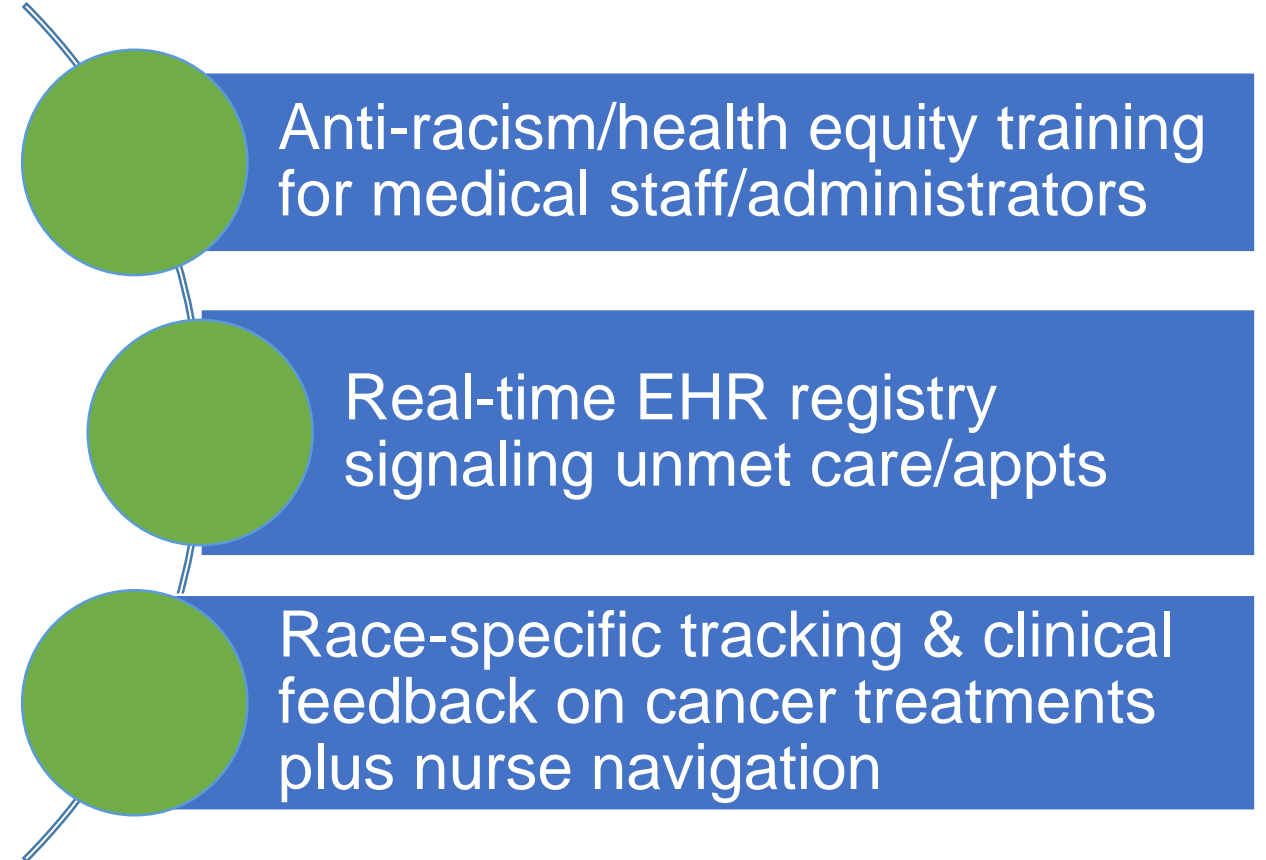 Anti-racism/health equity training
for medical staff/administrators
Real-time EHR registry
signaling unmet care/appts
Race-specific tracking & clinical
feedback on cancer treatments
plus nurse navigation